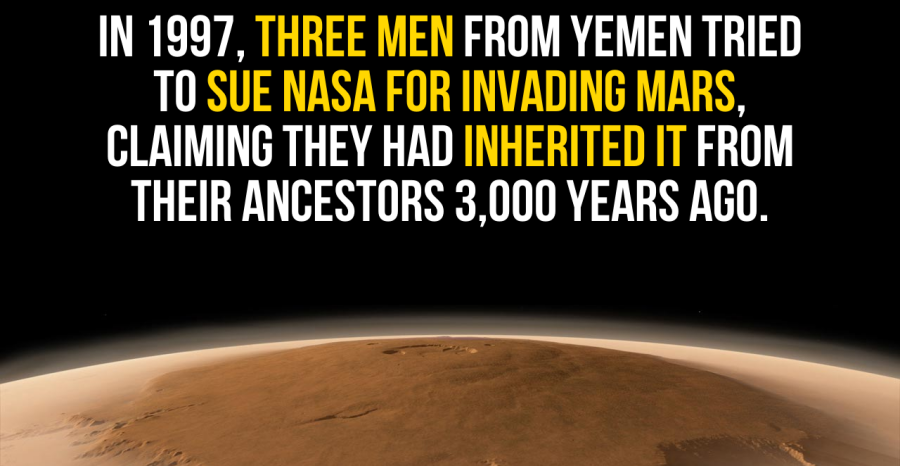 IN 1997, THREE MEN FROM YEMEN TRIED
TO SUE NASA FOR INVADING MARS,
CLAIMING THEY HAD INHERITED IT FROM
THEIR ANCESTORS 3,000 YEARS AGO.